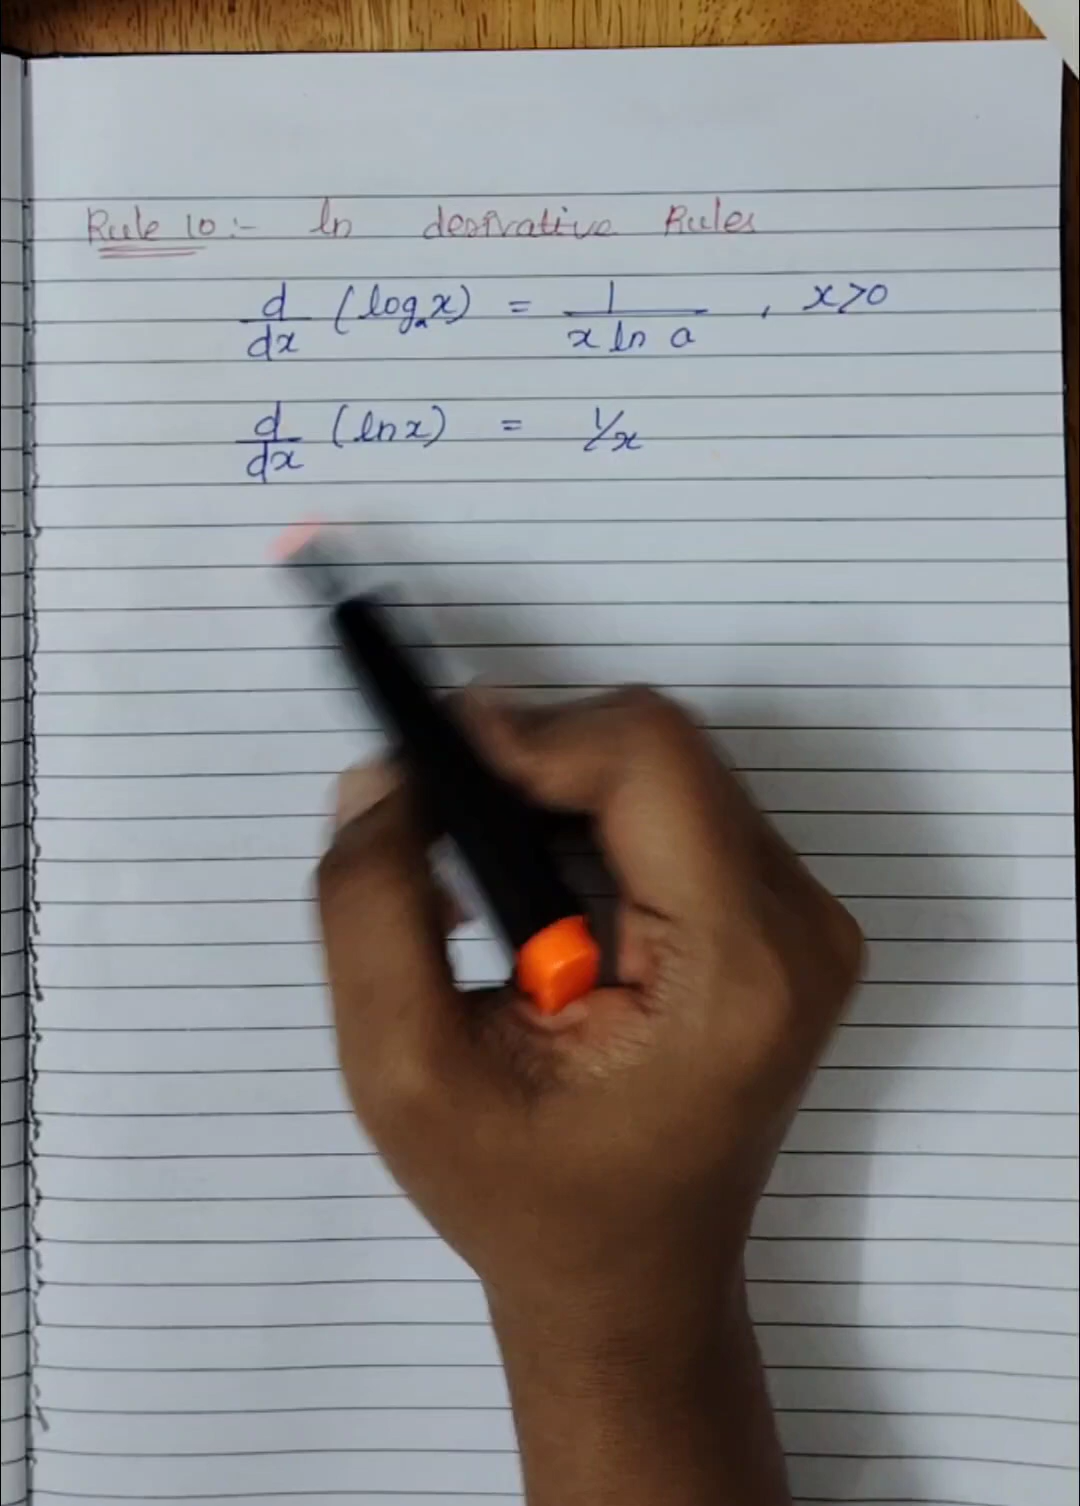 Rule 10:- ln derivative Rules
d/dx (logₐx) = 1/(x ln a) , x>0
d/dx (lnx) = 1/x